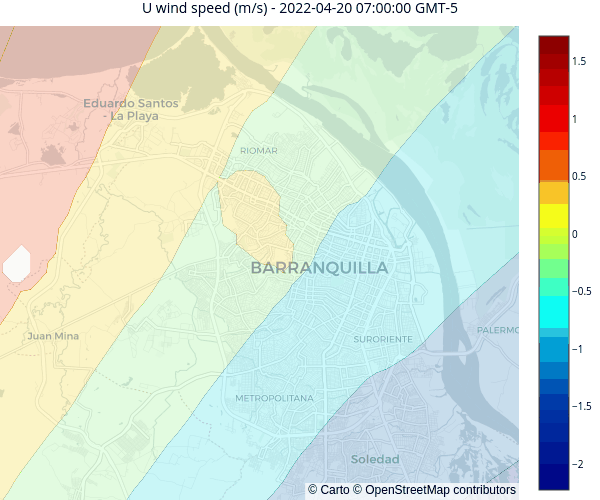 U wind speed (m/s) - 2022-04-20 07:00:00 GMT-5
Eduardo Santos
- La Playa
RIOMAR
BARRANQUILLA
Juan Mina
SURORIENTE
PALERMO
METROPOLITANA
Soledad
© Carto © OpenStreetMap contributors
1.5
1
0.5
0
−0.5
−1
−1.5
−2